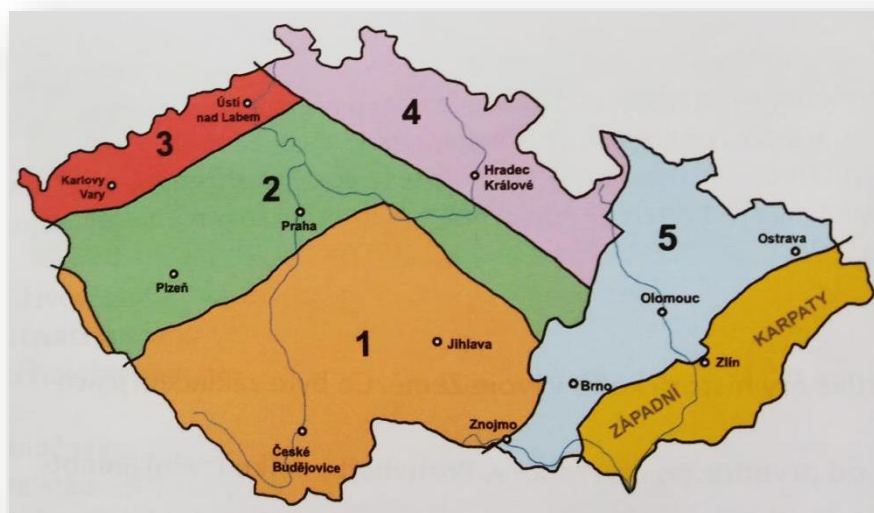 Ústí
nad Labem
3
Karlovy
Vary
4
Hradec
Králové
2
Praha
Plzeň
5
Ostrava
Olomouc
1
Jihlava
KARPATY
Zlín
Brno
ZÁPADNÍ
Znojmo
České
Budějovice